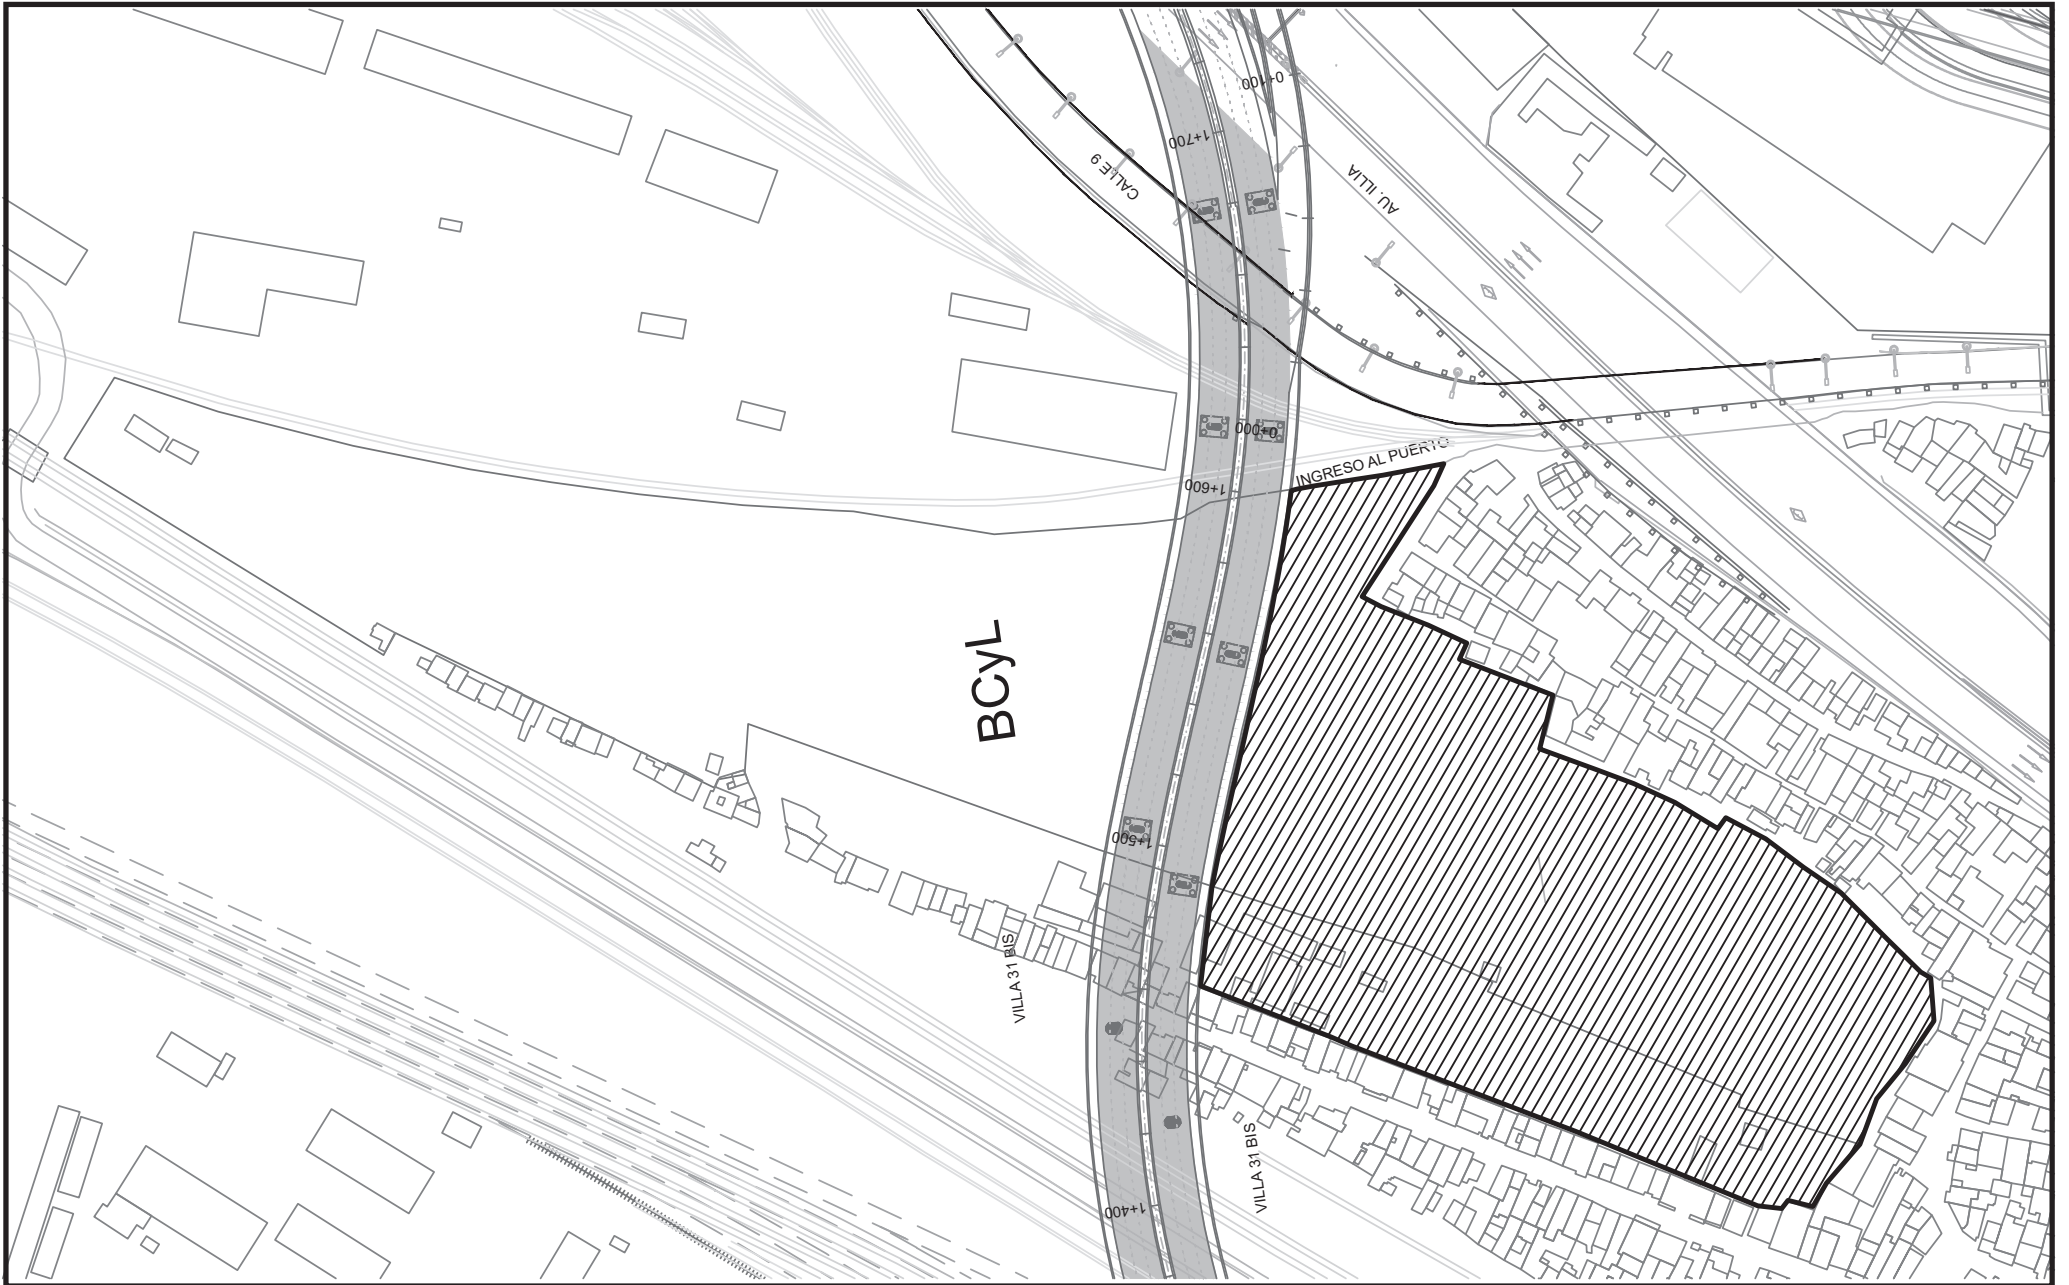 0+100
1+700
CALLE 9
AU. ILLIA
0+000
INGRESO AL PUERTO
1+600
BCyL
1+500
VILLA 31 BIS
VILLA 31 BIS
1+400